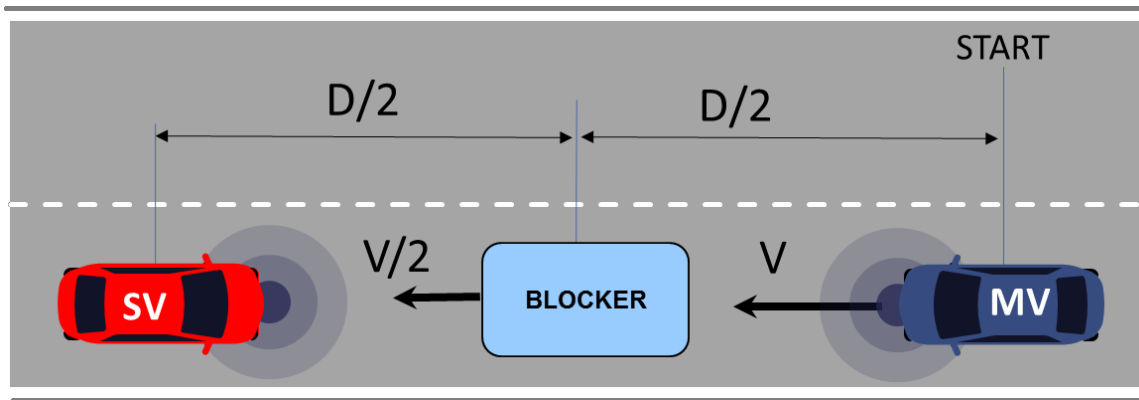 START
D/2
D/2
V/2
V
SV
BLOCKER
MV